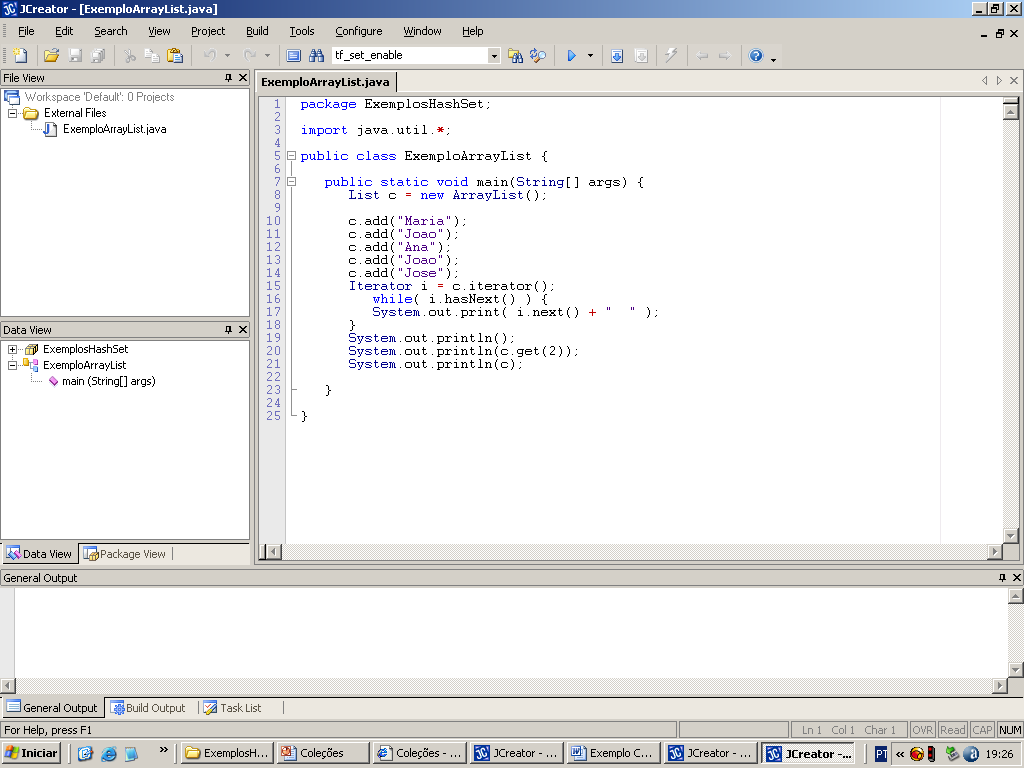 JCreator - [ExemploArrayList.java]
File Edit Search View Project Build Tools Configure Window Help
tf_set_enable
File View
Workspace 'Default': 0 Projects
External Files
ExemploArrayList.java
Data View
ExemplosHashSet
ExemploArrayList
main (String[] args)
Data View Package View
ExemploArrayList.java
1 package ExemplosHashSet;
2
3 import java.util.*;
4
5 public class ExemploArrayList {
6
7 public static void main(String[] args) {
8 List c = new ArrayList();
9
10 c.add("Maria");
11 c.add("Joao");
12 c.add("Ana");
13 c.add("Joao");
14 c.add("Jose");
15 Iterator i = c.iterator();
16 while( i.hasNext() ) {
17 System.out.print( i.next() + "  " );
18 }
19 System.out.println();
20 System.out.println(c.get(2));
21 System.out.println(c);
22
23 }
24
25 }
General Output
General Output Build Output Task List
For Help, press F1 Ln 1 Col 1 Char 1 OVR Read CAP NUM
Iniciar » ExemplosH... Coleções Coleções - ... JCreator - ... Exemplo C... JCreator - ... JCreator -... PT « 19:26